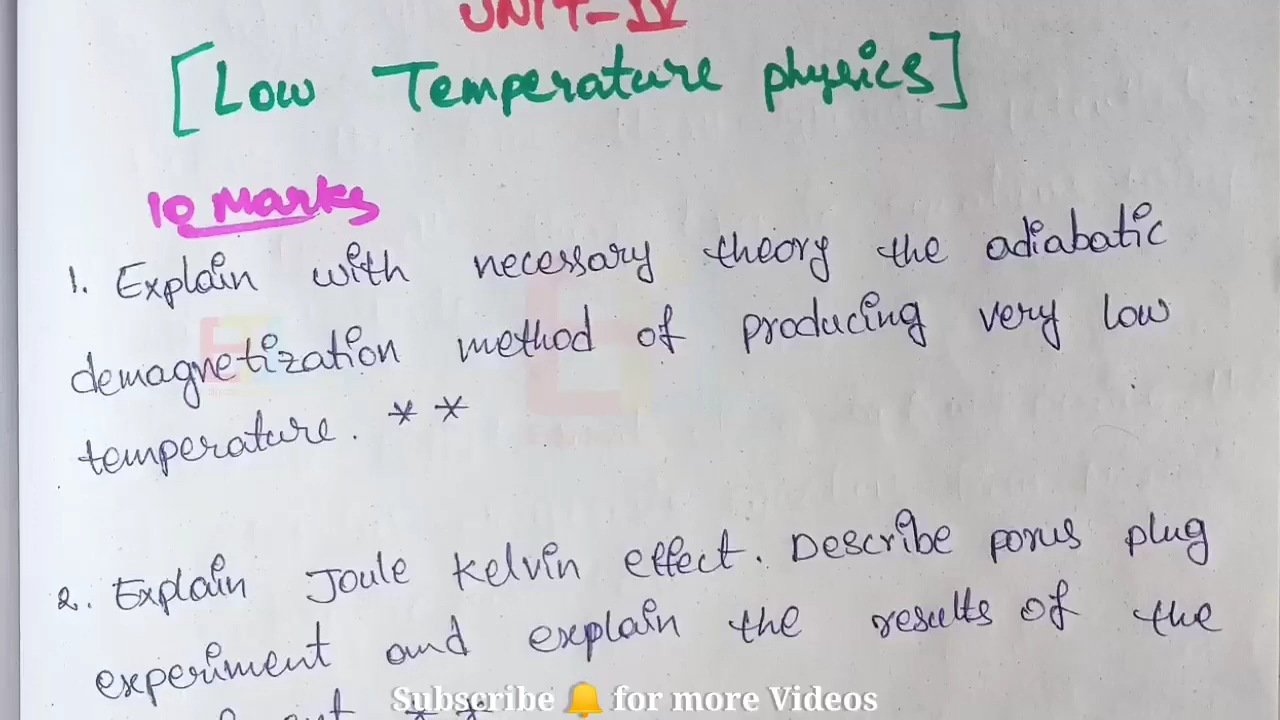 UNIT-IV
[Low Temperature physics]
10 Marks
1. Explain with necessary theory the adiabatic
demagnetization method of producing very low
temperature. * *
2. Explain Joule Kelvin effect. Describe porus plug
experiment and explain the results of the
Subscribe 🔔 for more Videos